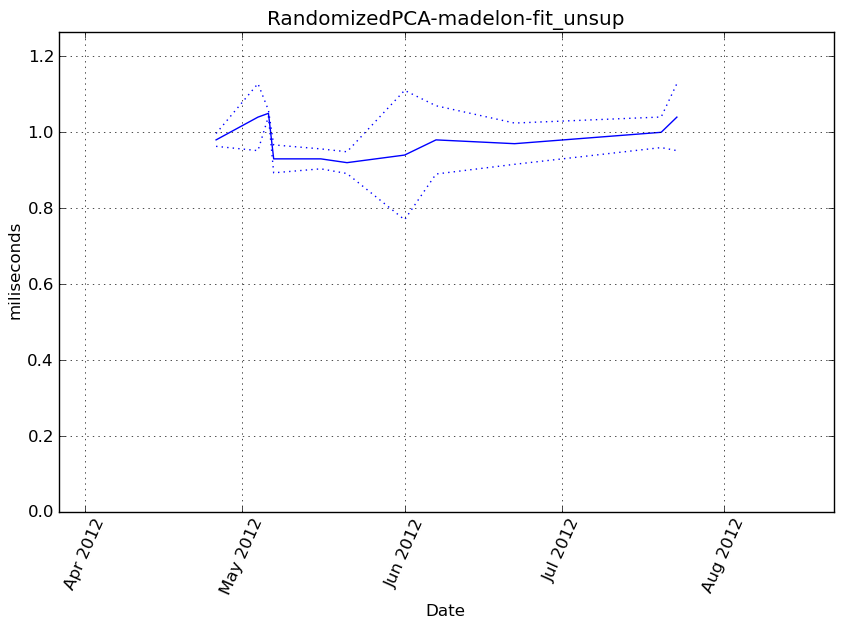 RandomizedPCA-madelon-fit_unsup
1.2
1.0
0.8
0.6
0.4
0.2
0.0
miliseconds
Apr 2012
May 2012
Jun 2012
Jul 2012
Aug 2012
Date